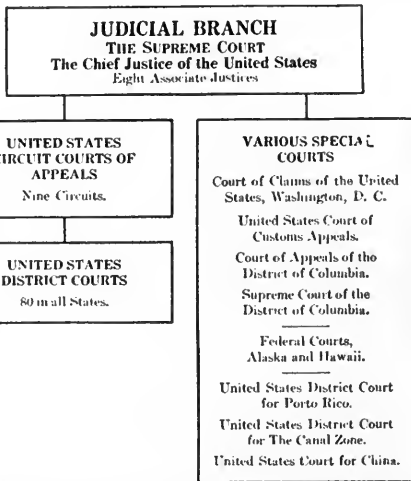 JUDICIAL BRANCH
THE SUPREME COURT
The Chief Justice of the United States
Eight Associate Justices
UNITED STATES
CIRCUIT COURTS OF
APPEALS
Nine Circuits.
UNITED STATES
DISTRICT COURTS
80 in all States.
VARIOUS SPECIAL
COURTS
Court of Claims of the United
States, Washington, D. C.
United States Court of
Customs Appeals.
Court of Appeals of the
District of Columbia.
Supreme Court of the
District of Columbia.
Federal Courts,
Alaska and Hawaii.
United States District Court
for Porto Rico.
United States District Court
for The Canal Zone.
United States Court for China.